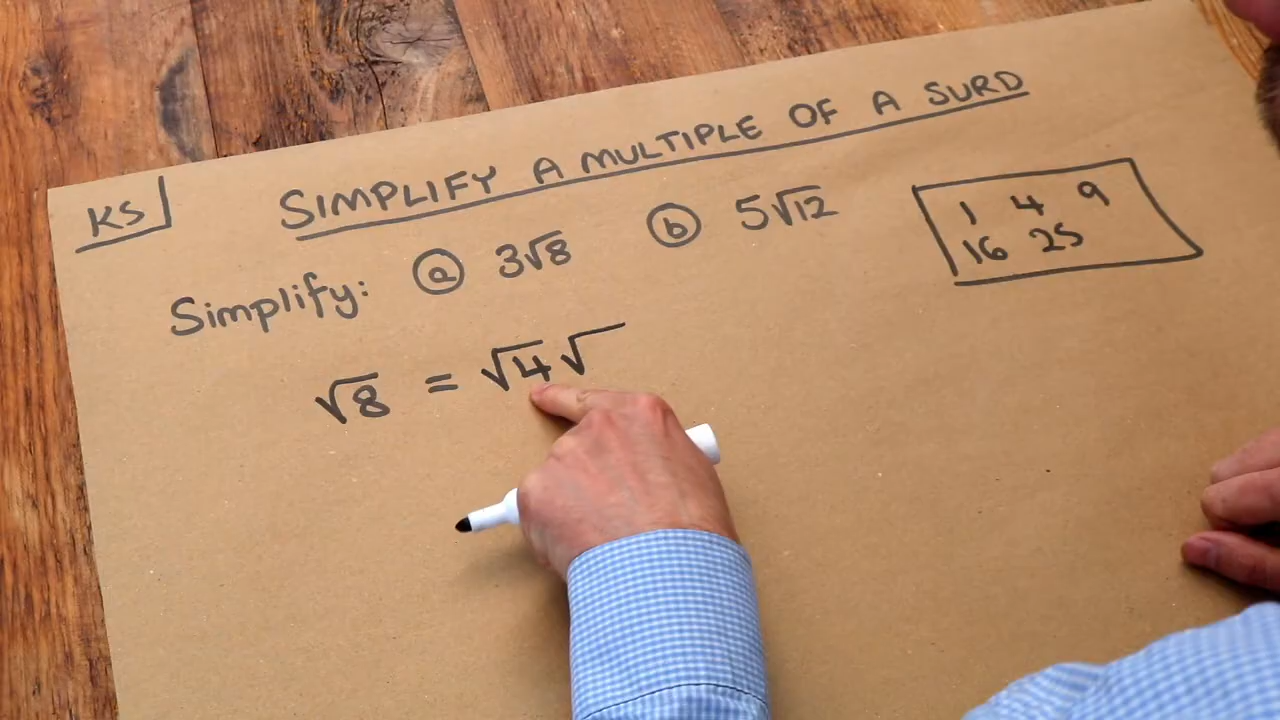 KS
SIMPLIFY A MULTIPLE OF A SURD
Simplify: ⓐ 3√8 ⓑ 5√12
1 4 9
16 25
√8 = √4 √